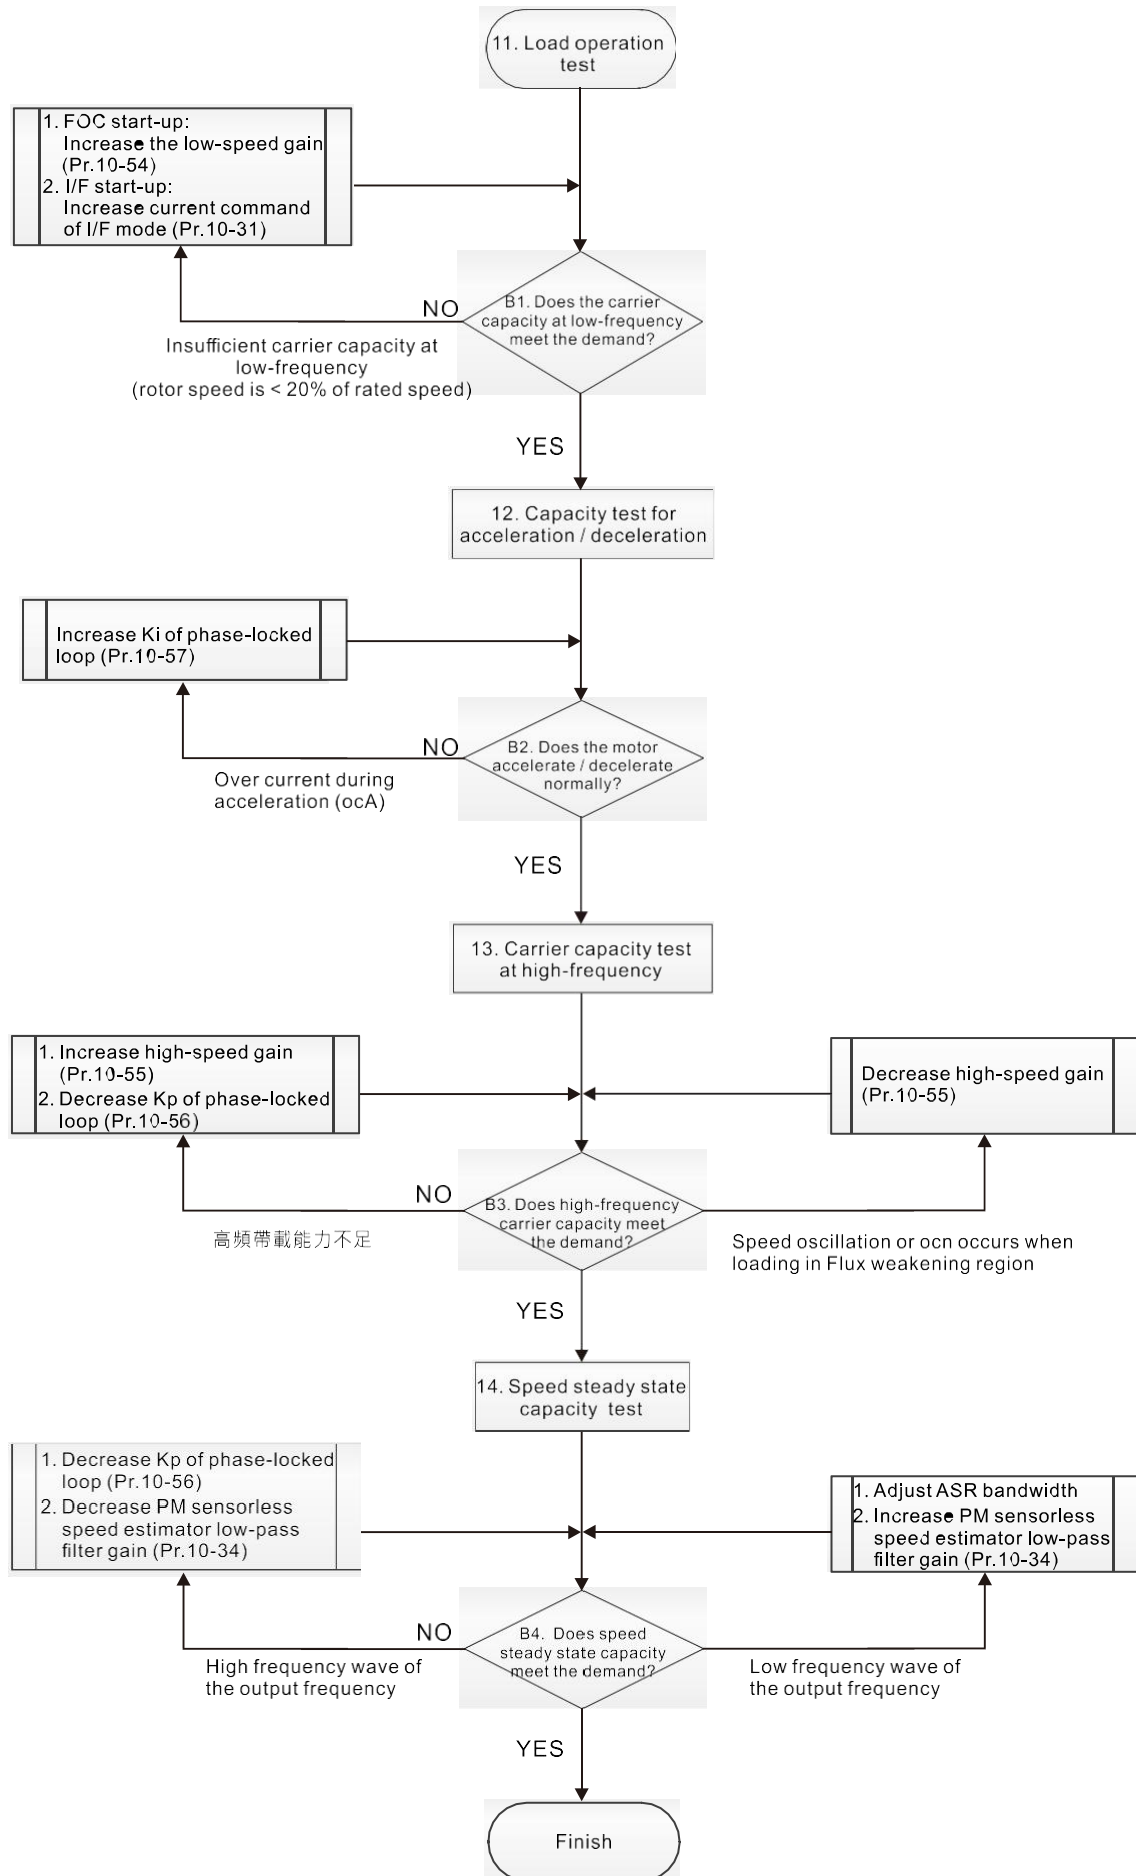 11. Load operation
test
1. FOC start-up:
Increase the low-speed gain
(Pr.10-54)
2. I/F start-up:
Increase current command
of I/F mode (Pr.10-31)
NO
B1. Does the carrier
capacity at low-frequency
meet the demand?
Insufficient carrier capacity at
low-frequency
(rotor speed is < 20% of rated speed)
YES
12. Capacity test for
acceleration / deceleration
Increase Ki of phase-locked
loop (Pr.10-57)
NO
B2. Does the motor
accelerate / decelerate
normally?
Over current during
acceleration (ocA)
YES
13. Carrier capacity test
at high-frequency
1. Increase high-speed gain
(Pr.10-55)
2. Decrease Kp of phase-locked
loop (Pr.10-56)
Decrease high-speed gain
(Pr.10-55)
NO
B3. Does high-frequency
carrier capacity meet
the demand?
高頻帶載能力不足
Speed oscillation or ocn occurs when
loading in Flux weakening region
YES
14. Speed steady state
capacity test
1. Decrease Kp of phase-locked
loop (Pr.10-56)
2. Decrease PM sensorless
speed estimator low-pass
filter gain (Pr.10-34)
1. Adjust ASR bandwidth
2. Increase PM sensorless
speed estimator low-pass
filter gain (Pr.10-34)
NO
B4. Does speed
steady state capacity
meet the demand?
High frequency wave of
the output frequency
Low frequency wave of
the output frequency
YES
Finish